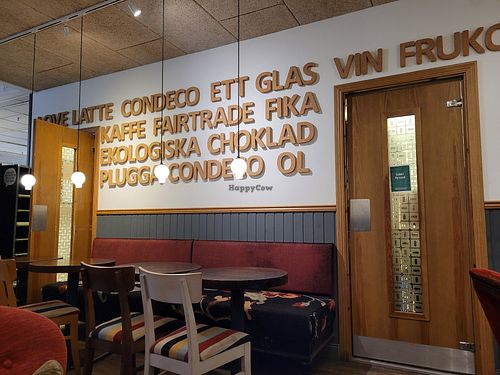 LOVE LATTE CONDECO ETT GLAS VIN FRUKO
KAFFE FAIRTRADE FIKA
EKOLOGISKA CHOKLAD
PLUGGA CONDECO OL
HappyCow